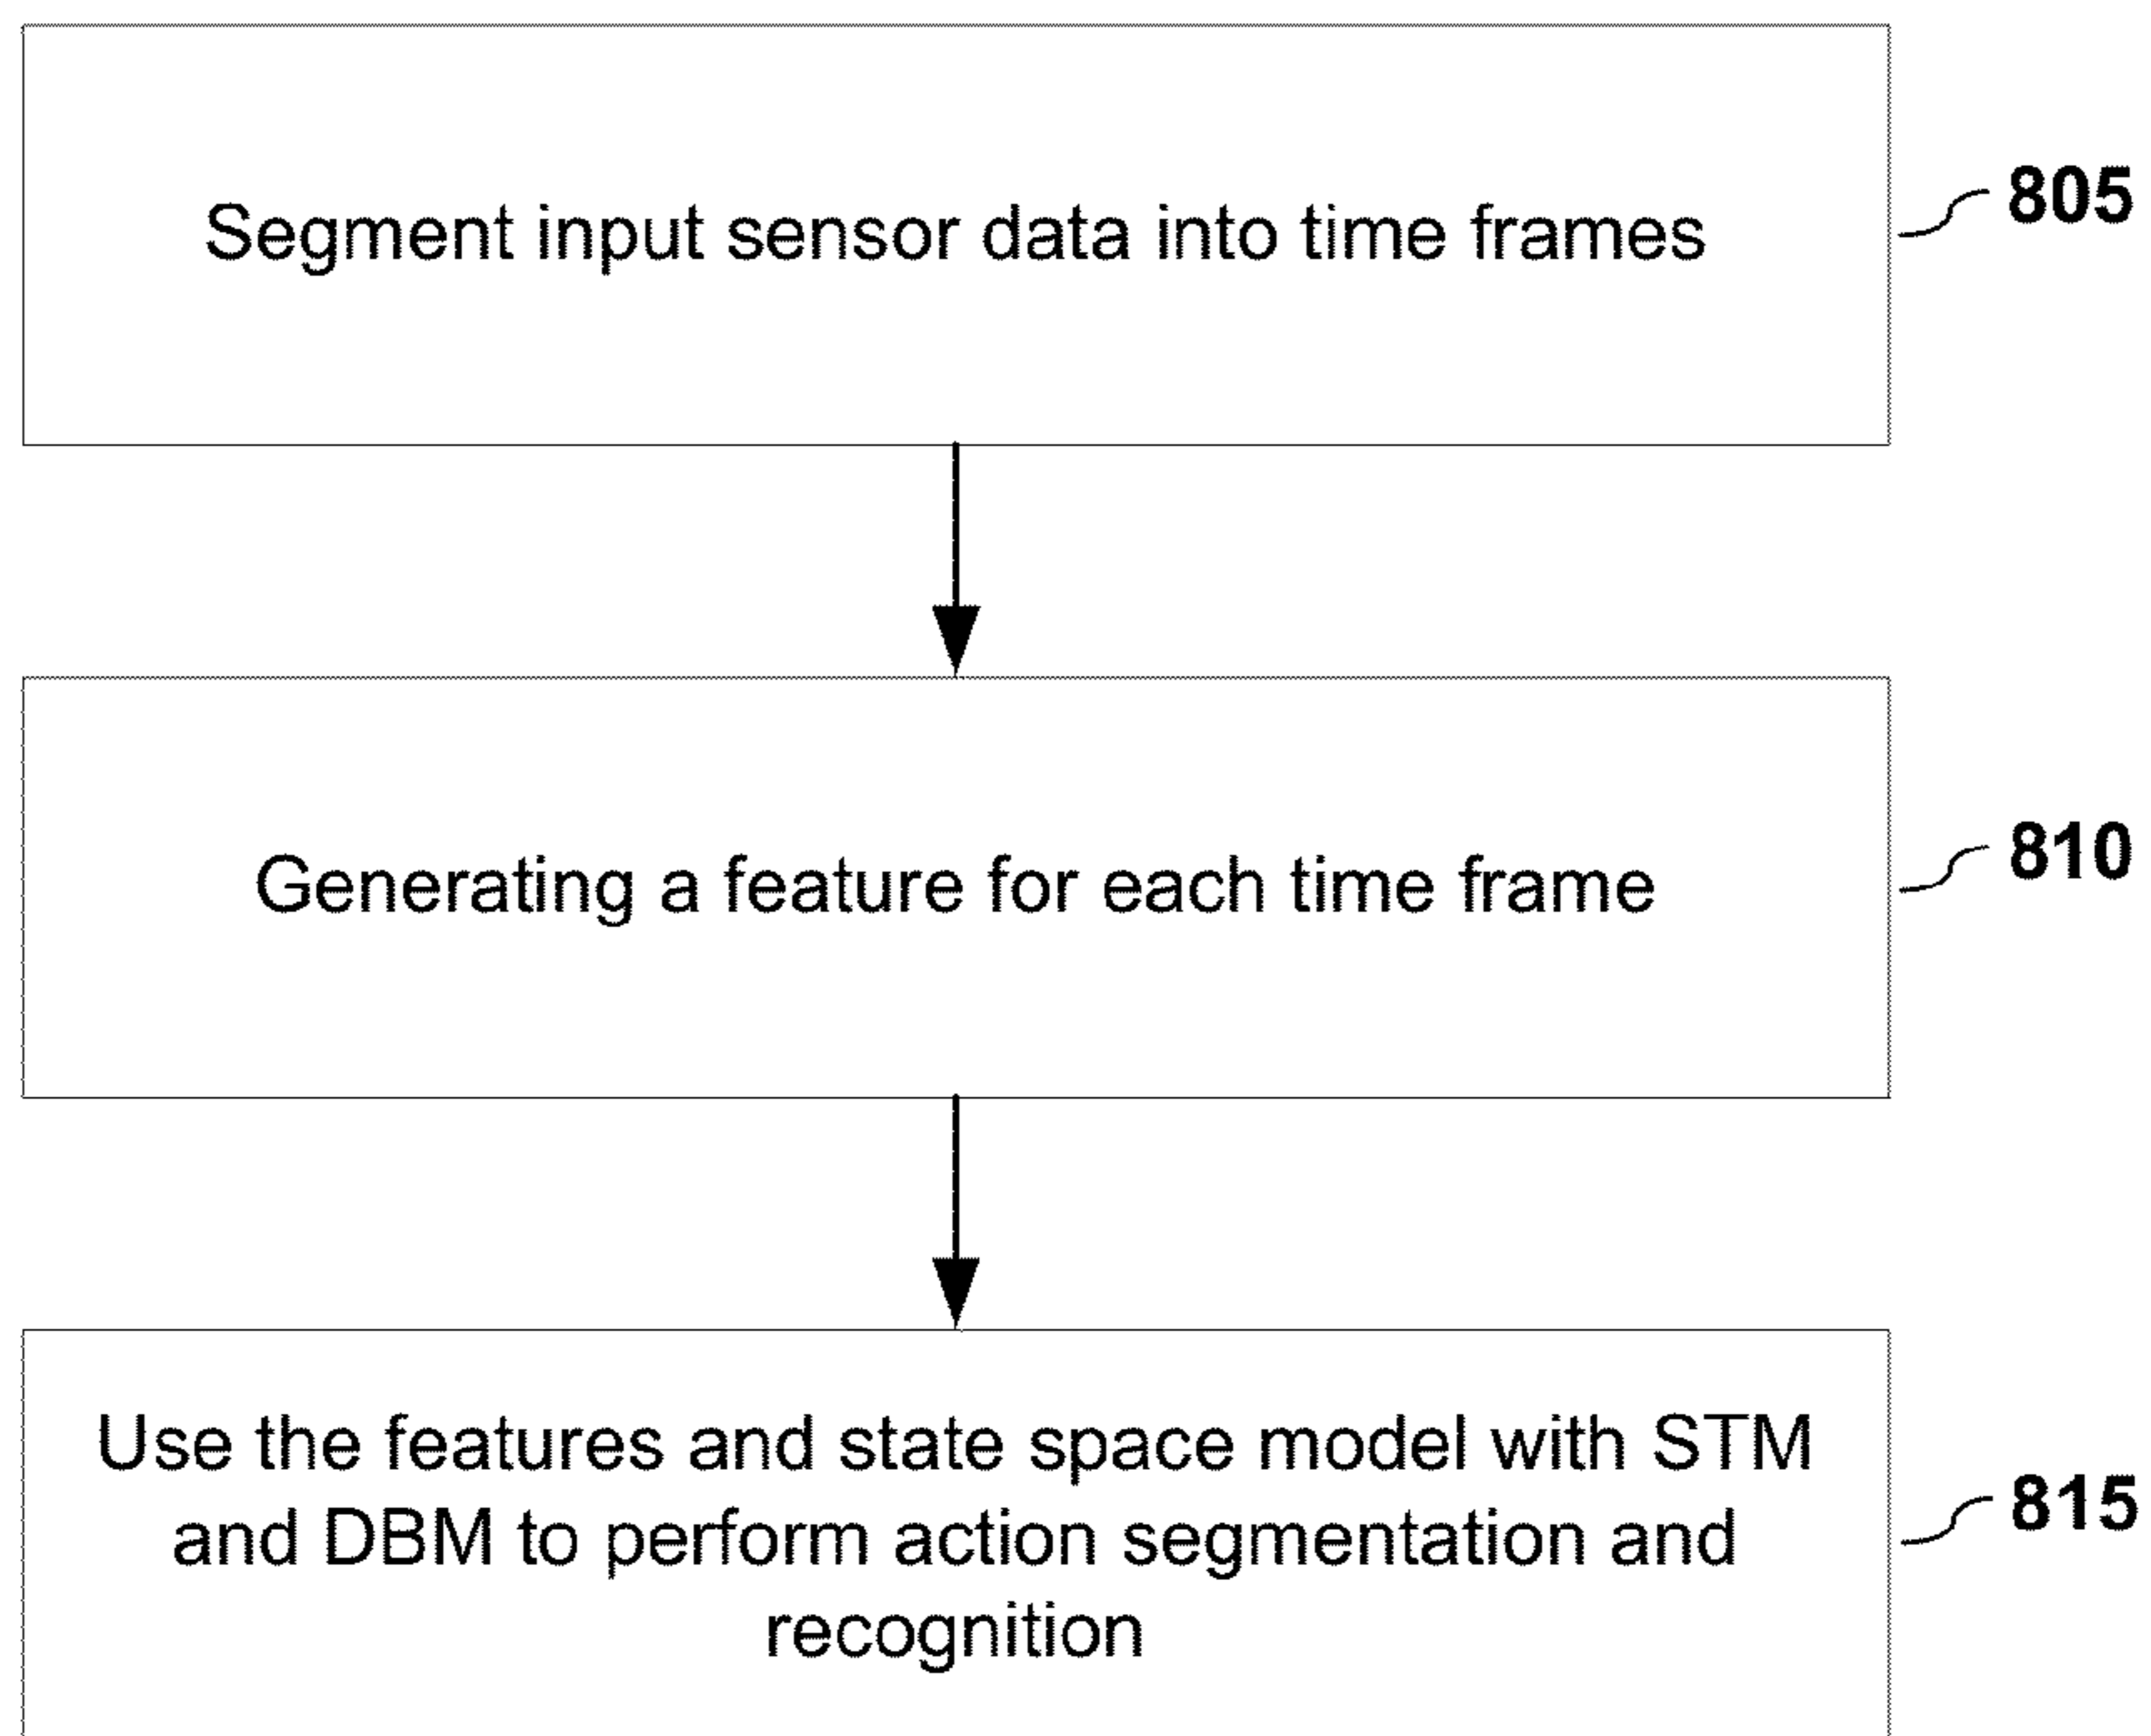 Segment input sensor data into time frames
805
Generating a feature for each time frame
810
Use the features and state space model with STM
and DBM to perform action segmentation and
recognition
815